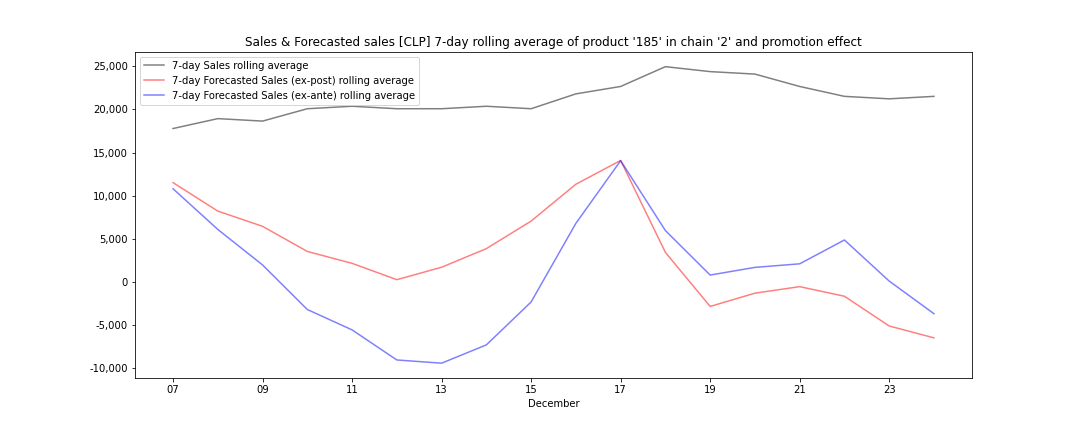 Sales & Forecasted sales [CLP] 7-day rolling average of product '185' in chain '2' and promotion effect
7-day Sales rolling average
7-day Forecasted Sales (ex-post) rolling average
7-day Forecasted Sales (ex-ante) rolling average
25,000
20,000
15,000
10,000
5,000
0
-5,000
-10,000
07 09 11 13 15 17 19 21 23
December